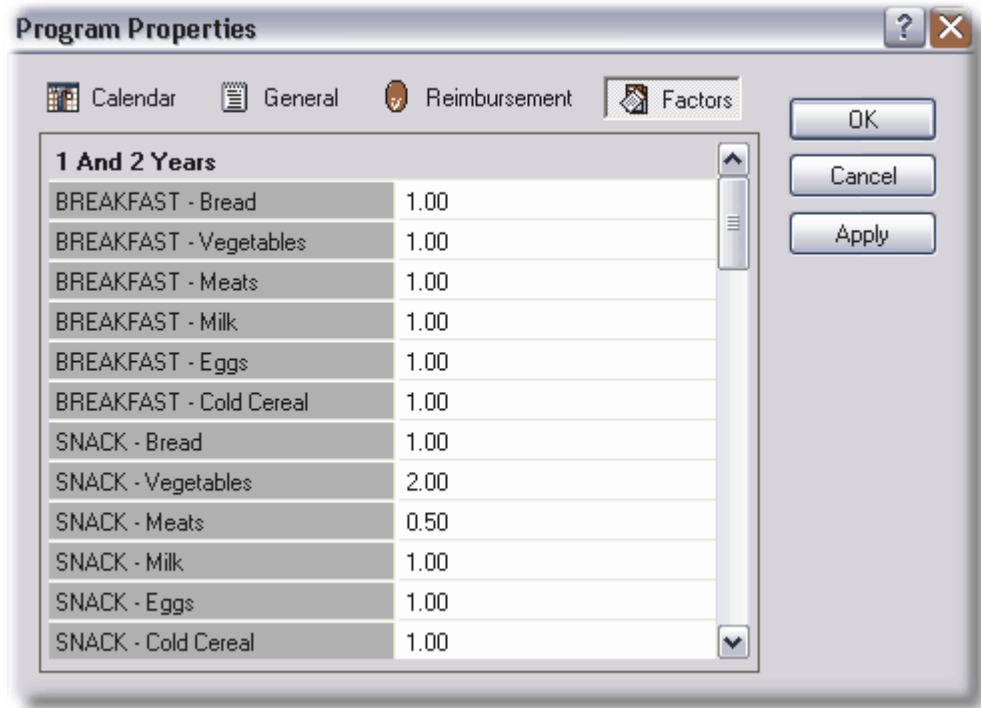 Program Properties
Calendar General Reimbursement Factors
OK
Cancel
Apply
1 And 2 Years
BREAKFAST - Bread 1.00
BREAKFAST - Vegetables 1.00
BREAKFAST - Meats 1.00
BREAKFAST - Milk 1.00
BREAKFAST - Eggs 1.00
BREAKFAST - Cold Cereal 1.00
SNACK - Bread 1.00
SNACK - Vegetables 2.00
SNACK - Meats 0.50
SNACK - Milk 1.00
SNACK - Eggs 1.00
SNACK - Cold Cereal 1.00